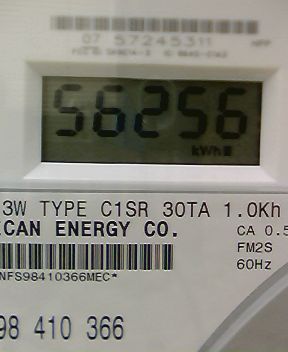 07 57245311
56256
kWh
3W TYPE C1SR 30TA 1.0Kh
ICAN ENERGY CO.
CA 0.5
FM2S
60Hz
NFS98410366MEC*
98 410 366